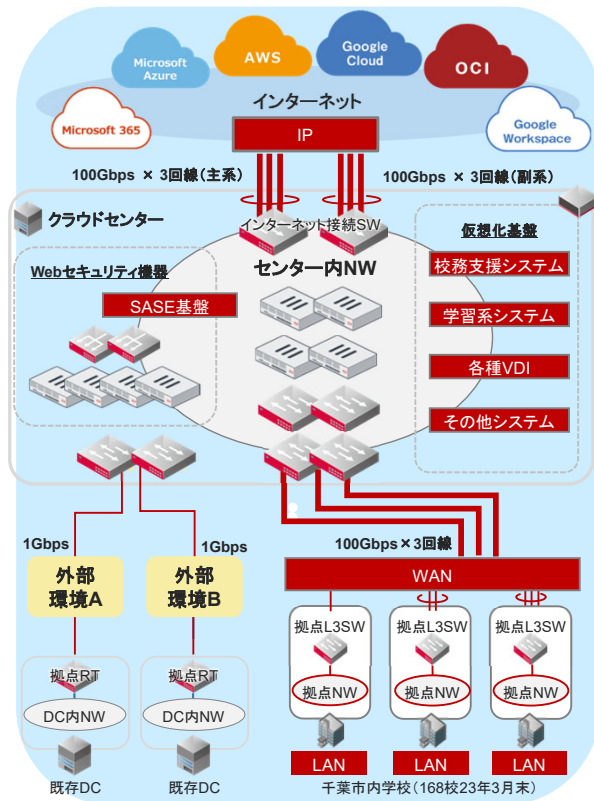 Microsoft
Azure
AWS
Google
Cloud
OCI
Microsoft 365
インターネット
Google
Workspace
IP
100Gbps × 3回線(主系)
100Gbps × 3回線(副系)
クラウドセンター
インターネット接続SW
仮想化基盤
Webセキュリティ機器
センター内NW
校務支援システム
SASE基盤
学習系システム
各種VDI
その他システム
1Gbps
1Gbps
100Gbps×3回線
外部
環境A
外部
環境B
WAN
拠点L3SW
拠点L3SW
拠点L3SW
拠点RT
拠点RT
拠点NW
拠点NW
拠点NW
DC内NW
DC内NW
LAN
LAN
LAN
既存DC
既存DC
千葉市内学校(168校23年3月末)